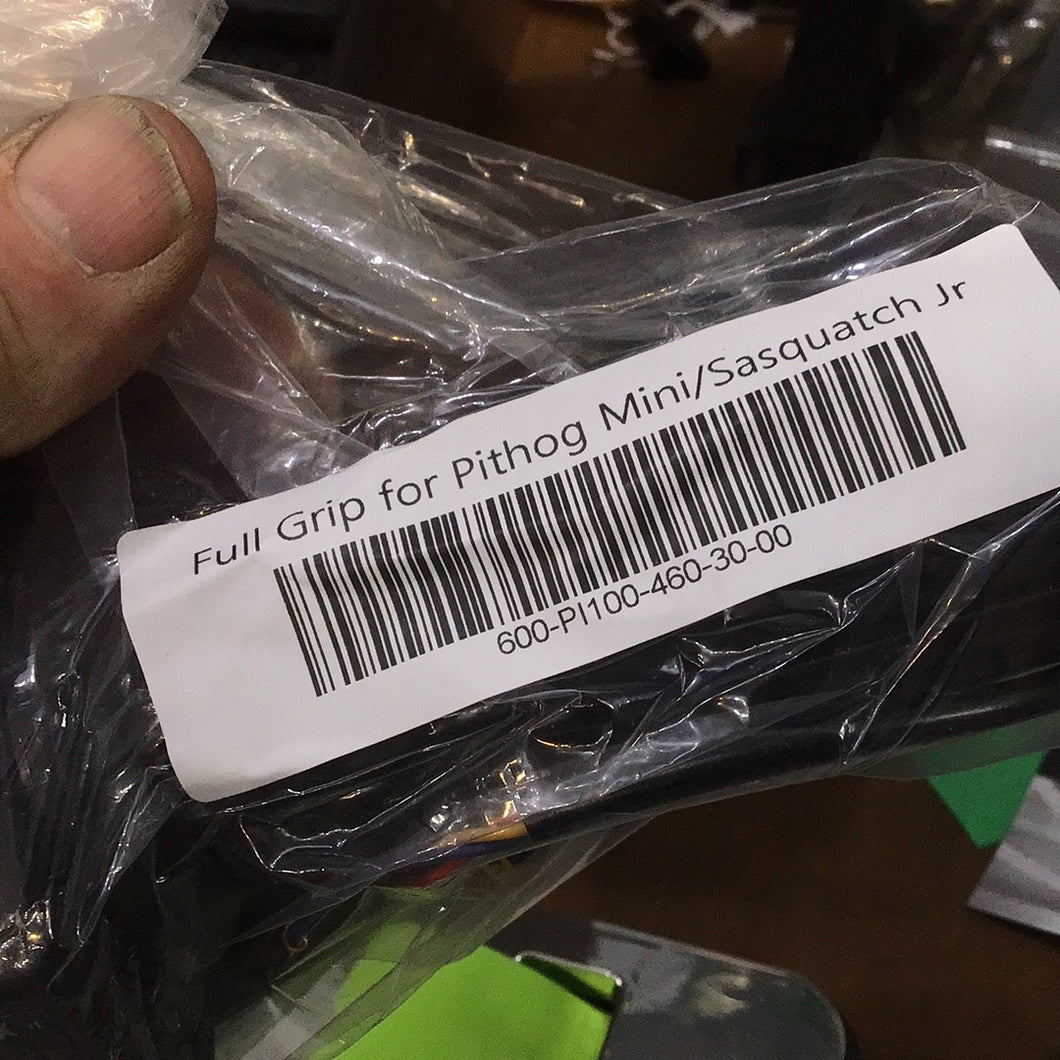 Full Grip for Pithog Mini/Sasquatch Jr
600-PI100-460-30-00